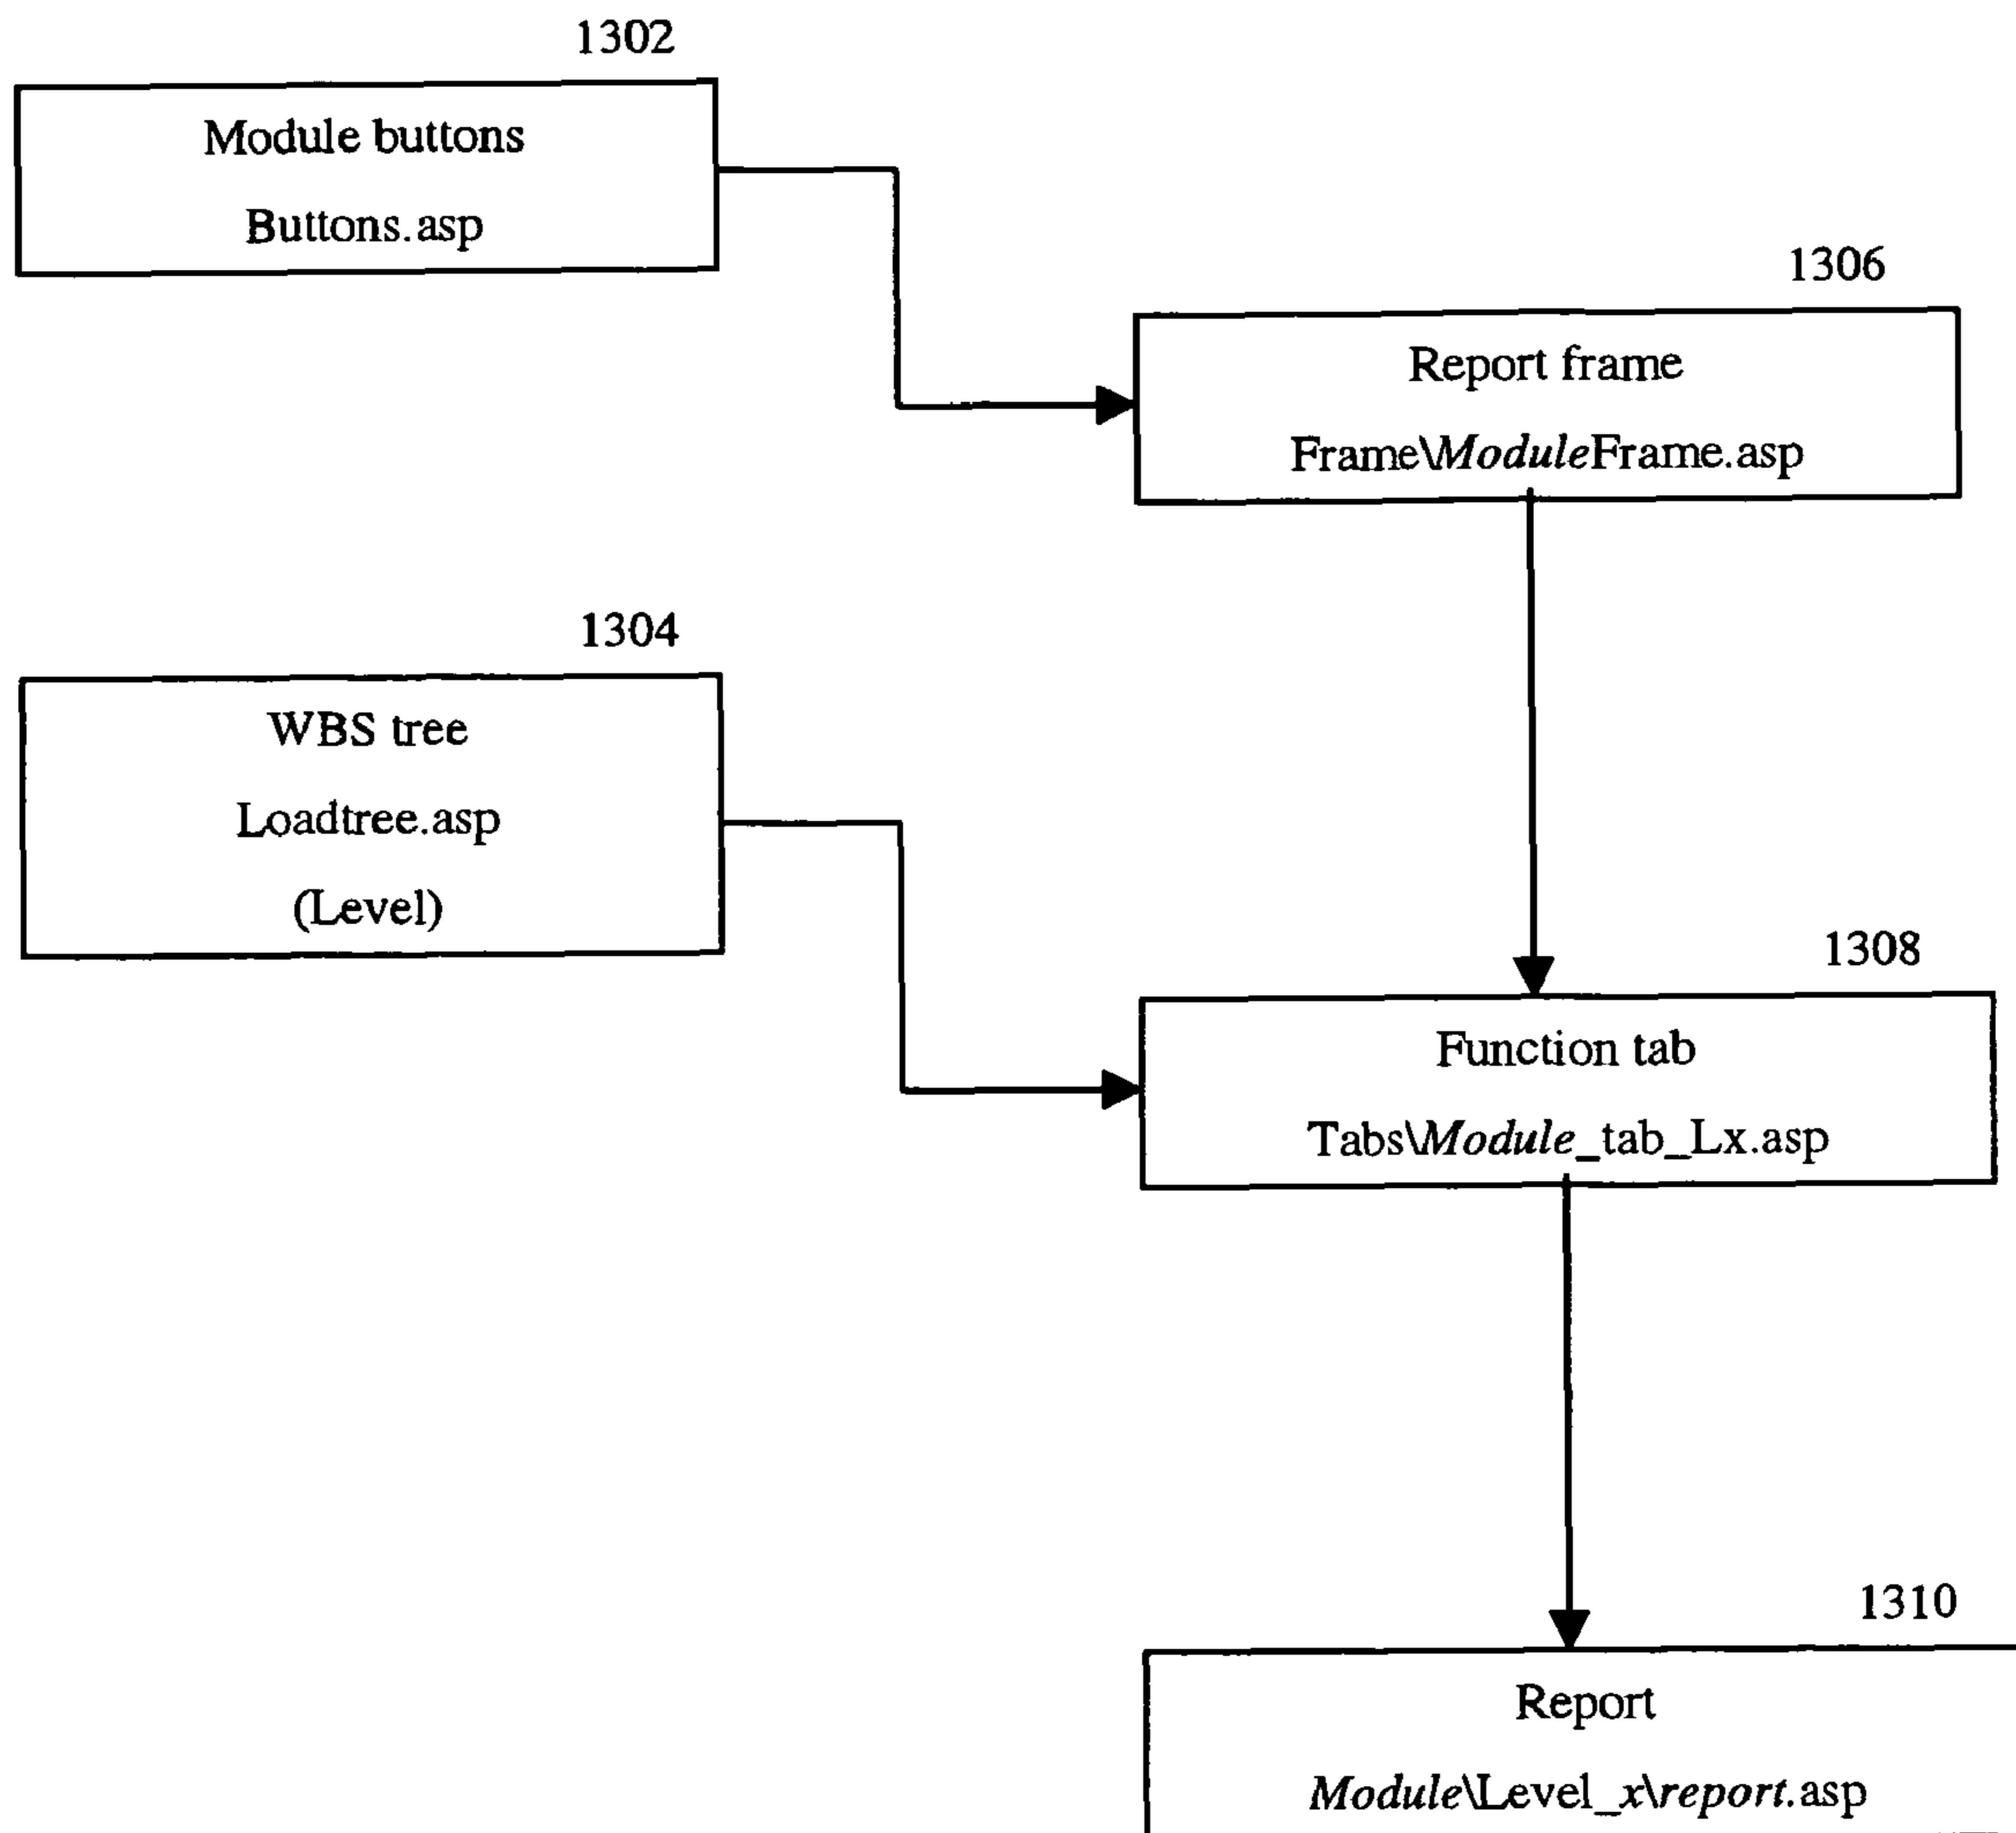 1302
Module buttons
Buttons.asp
1306
Report frame
Frame\ModuleFrame.asp
1304
WBS tree
Loadtree.asp
(Level)
1308
Function tab
Tabs\Module_tab_Lx.asp
1310
Report
Module\Level_x\report.asp